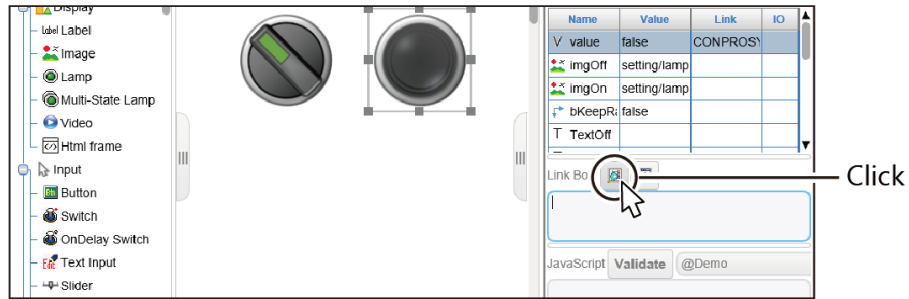 Display
Label Label
Image
Lamp
Multi-State Lamp
Video
Html frame
Input
Button
Switch
OnDelay Switch
Text Input
Slider
Name Value Link IO
V value false CONPROSY
imgOff setting/lamp
imgOn setting/lamp
bKeepRa false
T TextOff
Link Bo
Click
JavaScript Validate @Demo